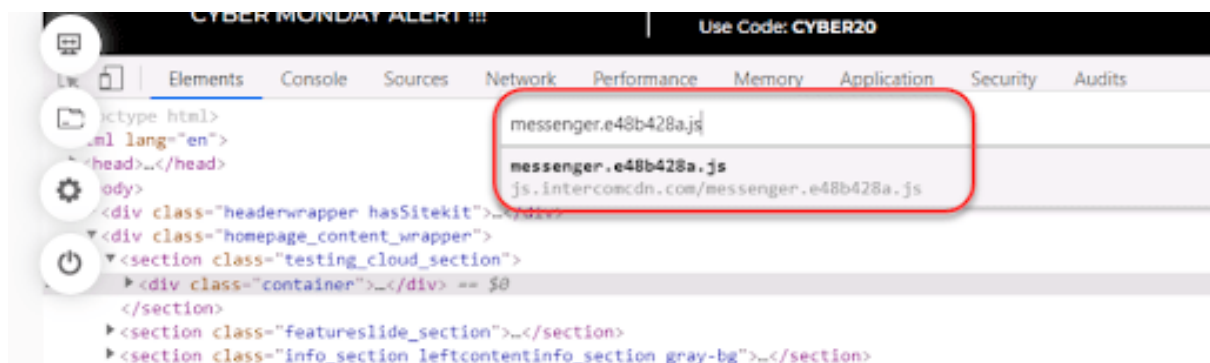 CYBER MONDAY ALERT !!!
Use Code: CYBER20
Elements Console Sources Network Performance Memory Application Security Audits
messenger.e48b428a.js
messenger.e48b428a.js
js.intercomcdn.com/messenger.e48b428a.js
octype html>
ml lang="en">
<head>…</head>
ody>
<div class="headerwrapper hasSitekit">…</div>
▼<div class="homepage_content_wrapper">
▼<section class="testing_cloud_section">
▶<div class="container">…</div> == $0
</section>
▶<section class="featureslide_section">…</section>
▶<section class="info_section leftcontentinfo_section gray-bg">…</section>